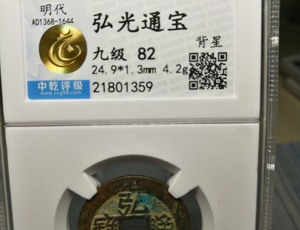 明代
AD1368-1644
弘光通宝
背星
九级 82
24.9*1.3mm 4.2g
中乾评级
21801359
弘